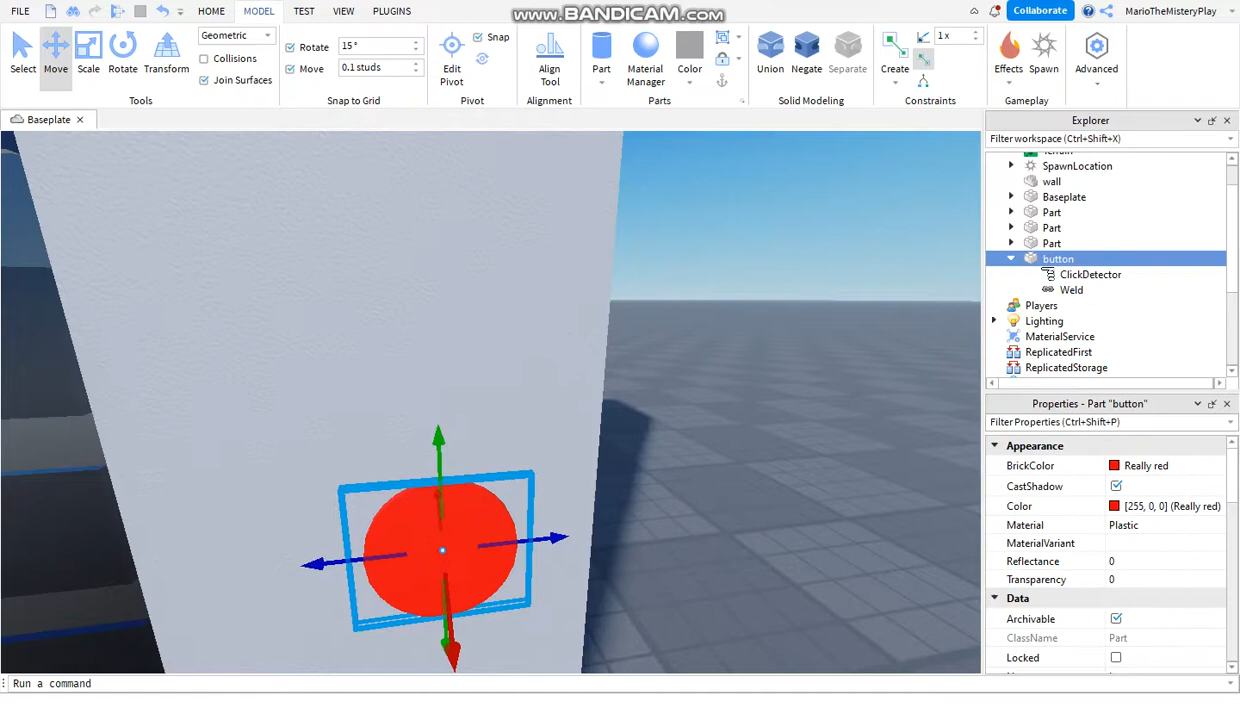 FILE HOME MODEL TEST VIEW PLUGINS
www.BANDICAM.com
Collaborate MarioTheMisteryPlay
Select Move Scale Rotate Transform
Geometric
Collisions
Join Surfaces
Tools
Rotate 15°
Move 0.1 studs
Snap to Grid
Edit Pivot
Snap
Pivot
Align Tool
Alignment
Part Material Manager Color
Parts
Union Negate Separate
Solid Modeling
Create
1 x
Constraints
Effects Spawn
Gameplay
Advanced
Baseplate
Explorer
Filter workspace (Ctrl+Shift+X)
Terrain
SpawnLocation
wall
Baseplate
Part
Part
Part
button
ClickDetector
Weld
Players
Lighting
MaterialService
ReplicatedFirst
ReplicatedStorage
Properties - Part "button"
Filter Properties (Ctrl+Shift+P)
Appearance
BrickColor Really red
CastShadow
Color [255, 0, 0] (Really red)
Material Plastic
MaterialVariant
Reflectance 0
Transparency 0
Data
Archivable
ClassName Part
Locked
Run a command